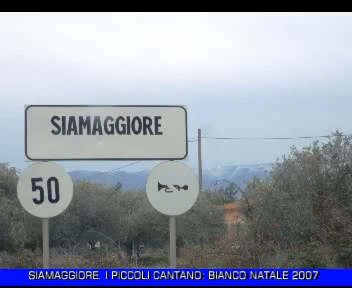 SIAMAGGIORE
50
SIAMAGGIORE. I PICCOLI CANTANO: BIANCO NATALE 2007